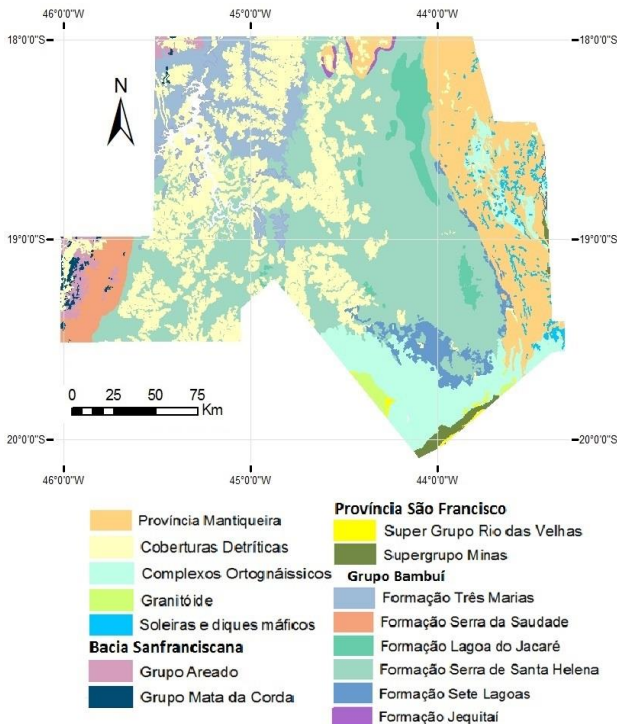 46°0'0"W
45°0'0"W
44°0'0"W
18°0'0"S
18°0'0"S
N
19°0'0"S
19°0'0"S
0 12,5 25 50 75
Km
20°0'0"S
20°0'0"S
46°0'0"W
45°0'0"W
44°0'0"W
Província Mantiqueira
Coberturas Detríticas
Complexos Ortognáissicos
Granitóide
Soleiras e diques máficos
Bacia Sanfranciscana
Grupo Areado
Grupo Mata da Corda
Província São Francisco
Super Grupo Rio das Velhas
Supergrupo Minas
Grupo Bambuí
Formação Três Marias
Formação Serra da Saudade
Formação Lagoa do Jacaré
Formação Serra de Santa Helena
Formação Sete Lagoas
Formação Jequitaí